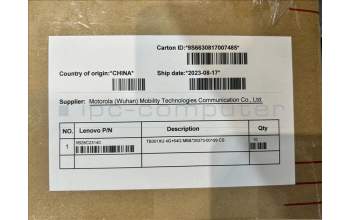 Carton ID:*9S6630817007485*
Country of origin:*CHINA*
Ship date:*2023-08-17*
Supplier: Motorola (Wuhan) Mobility Technologies Communication Co., Ltd.
NO. Lenovo P/N Description Qty
1
ipc-computer